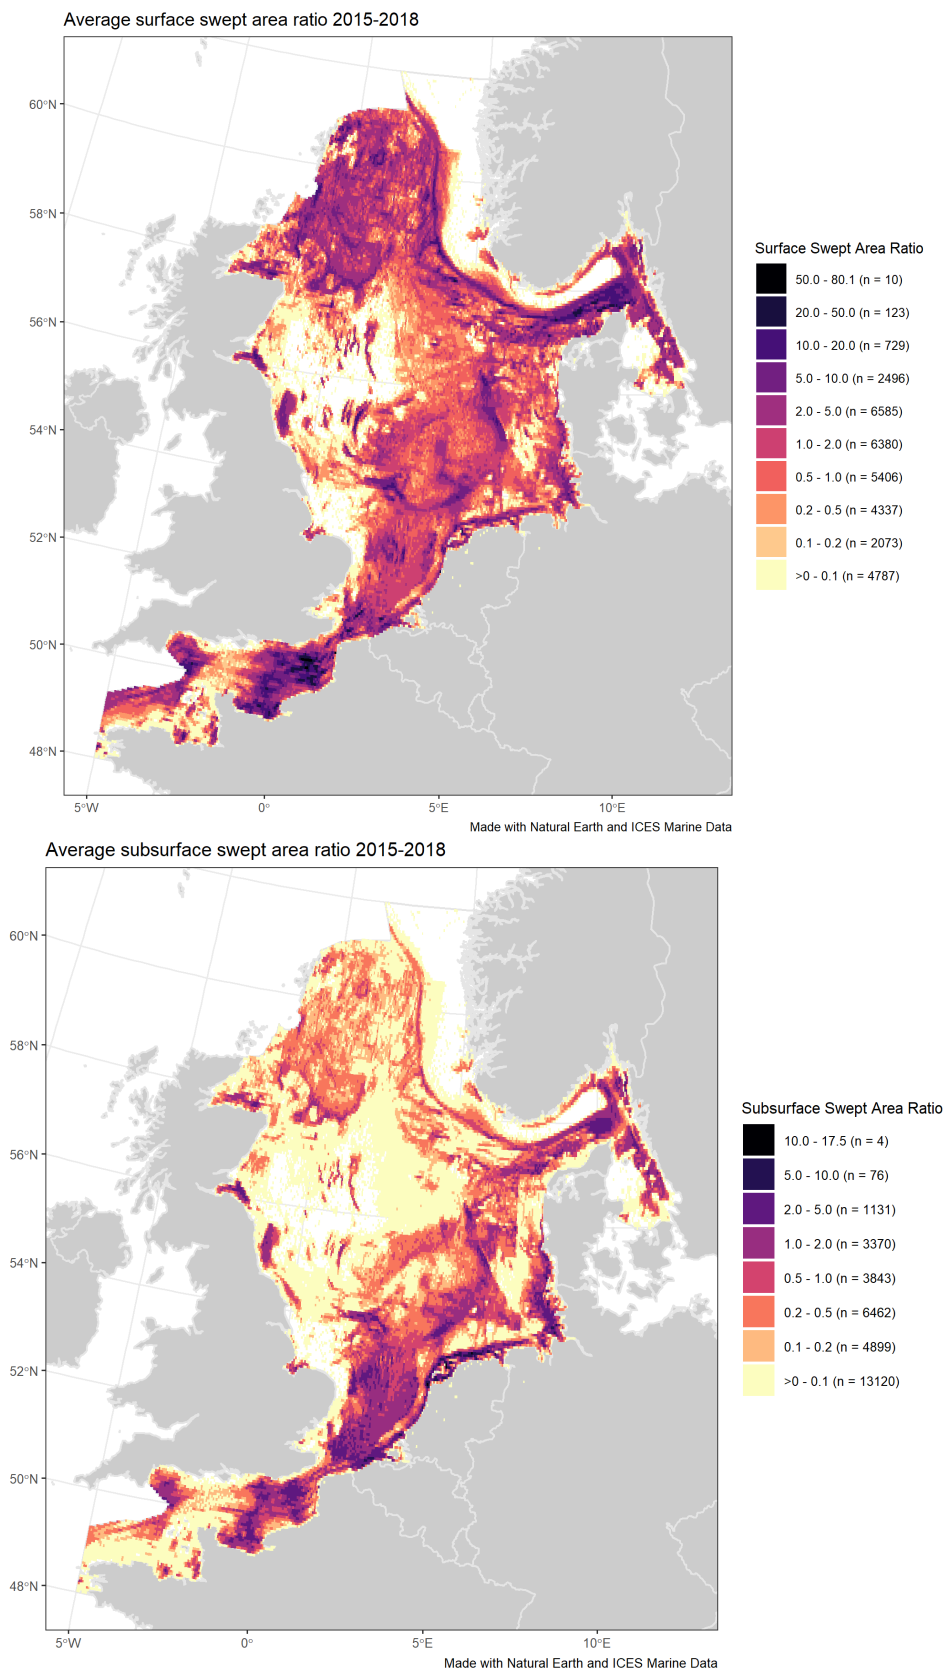 Average surface swept area ratio 2015-2018
60°N
58°N
56°N
54°N
52°N
50°N
48°N
5°W
0°
5°E
10°E
Surface Swept Area Ratio
50.0 - 80.1 (n = 10)
20.0 - 50.0 (n = 123)
10.0 - 20.0 (n = 729)
5.0 - 10.0 (n = 2496)
2.0 - 5.0 (n = 6585)
1.0 - 2.0 (n = 6380)
0.5 - 1.0 (n = 5406)
0.2 - 0.5 (n = 4337)
0.1 - 0.2 (n = 2073)
>0 - 0.1 (n = 4787)
Made with Natural Earth and ICES Marine Data
Average subsurface swept area ratio 2015-2018
60°N
58°N
56°N
54°N
52°N
50°N
48°N
5°W
0°
5°E
10°E
Subsurface Swept Area Ratio
10.0 - 17.5 (n = 4)
5.0 - 10.0 (n = 76)
2.0 - 5.0 (n = 1131)
1.0 - 2.0 (n = 3370)
0.5 - 1.0 (n = 3843)
0.2 - 0.5 (n = 6462)
0.1 - 0.2 (n = 4899)
>0 - 0.1 (n = 13120)
Made with Natural Earth and ICES Marine Data